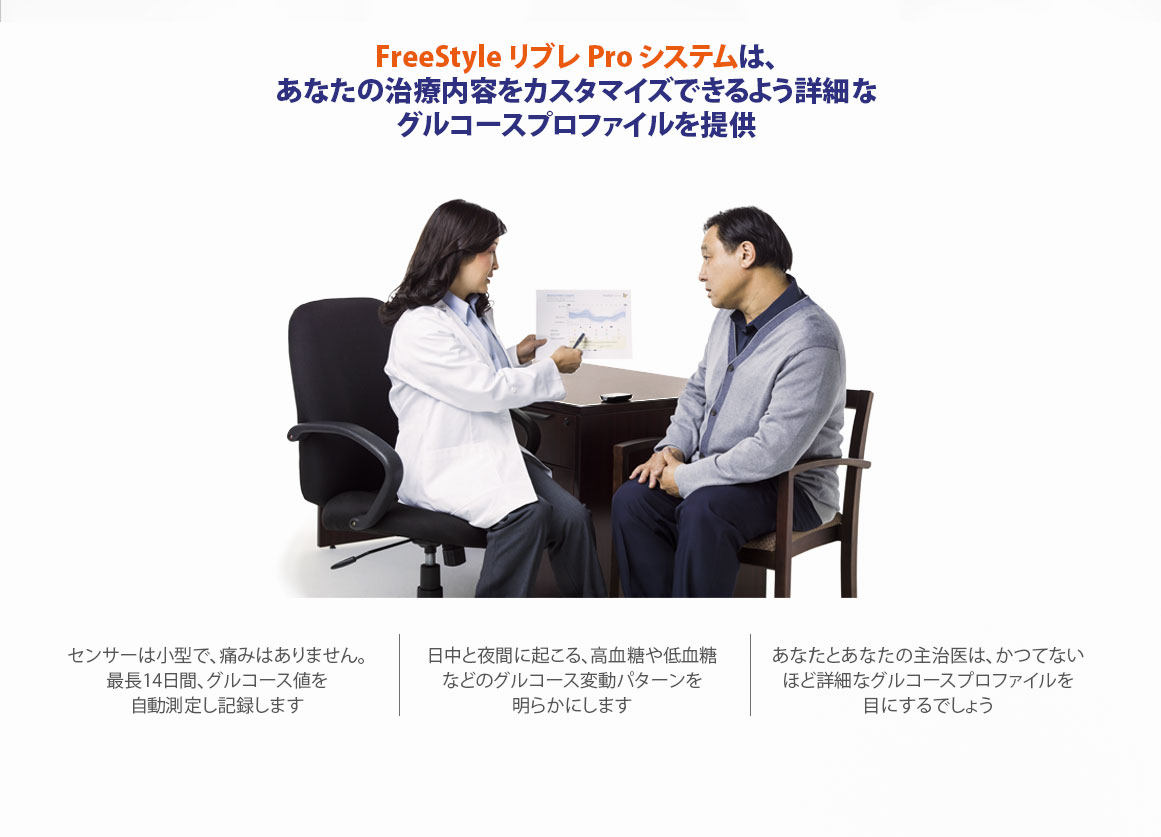 FreeStyle リブレ Pro システムは、
あなたの治療内容をカスタマイズできるよう詳細な
グルコースプロファイルを提供
センサーは小型で、痛みはありません。
最長14日間、グルコース値を
自動測定し記録します
日中と夜間に起こる、高血糖や低血糖
などのグルコース変動パターンを
明らかにします
あなたとあなたの主治医は、かつてない
ほど詳細なグルコースプロファイルを
目にするでしょう